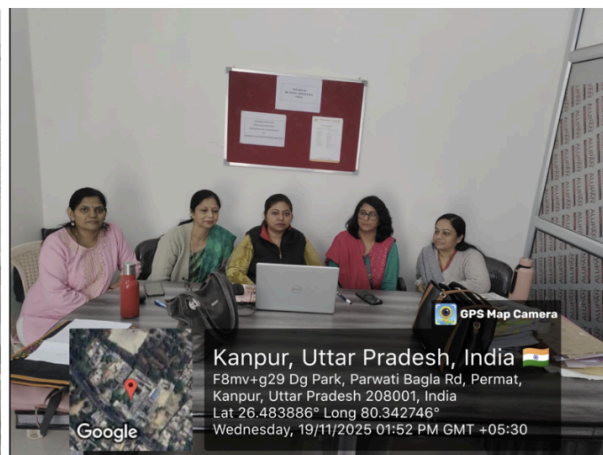 GPS Map Camera
Kanpur, Uttar Pradesh, India
F8mv+g29 Dg Park, Parwati Bagla Rd, Permat,
Kanpur, Uttar Pradesh 208001, India
Lat 26.483886° Long 80.342746°
Wednesday, 19/11/2025 01:52 PM GMT +05:30
Google